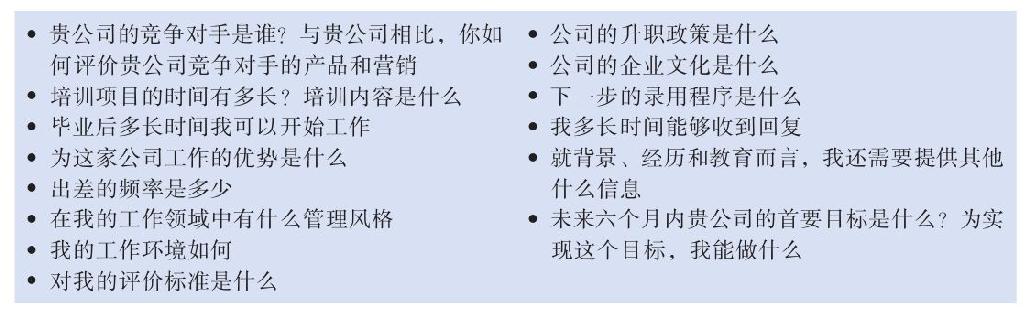 • 贵公司的竞争对手是谁？与贵公司相比，你如
何评价贵公司竞争对手的产品和营销
• 培训项目的时间有多长？培训内容是什么
• 毕业后多长时间我可以开始工作
• 为这家公司工作的优势是什么
• 出差的频率是多少
• 在我的工作领域中有什么管理风格
• 我的工作环境如何
• 对我的评价标准是什么
• 公司的升职政策是什么
• 公司的企业文化是什么
• 下一步的录用程序是什么
• 我多长时间能够收到回复
• 就背景、经历和教育而言，我还需要提供其他
什么信息
• 未来六个月内贵公司的首要目标是什么？为实
现这个目标，我能做什么